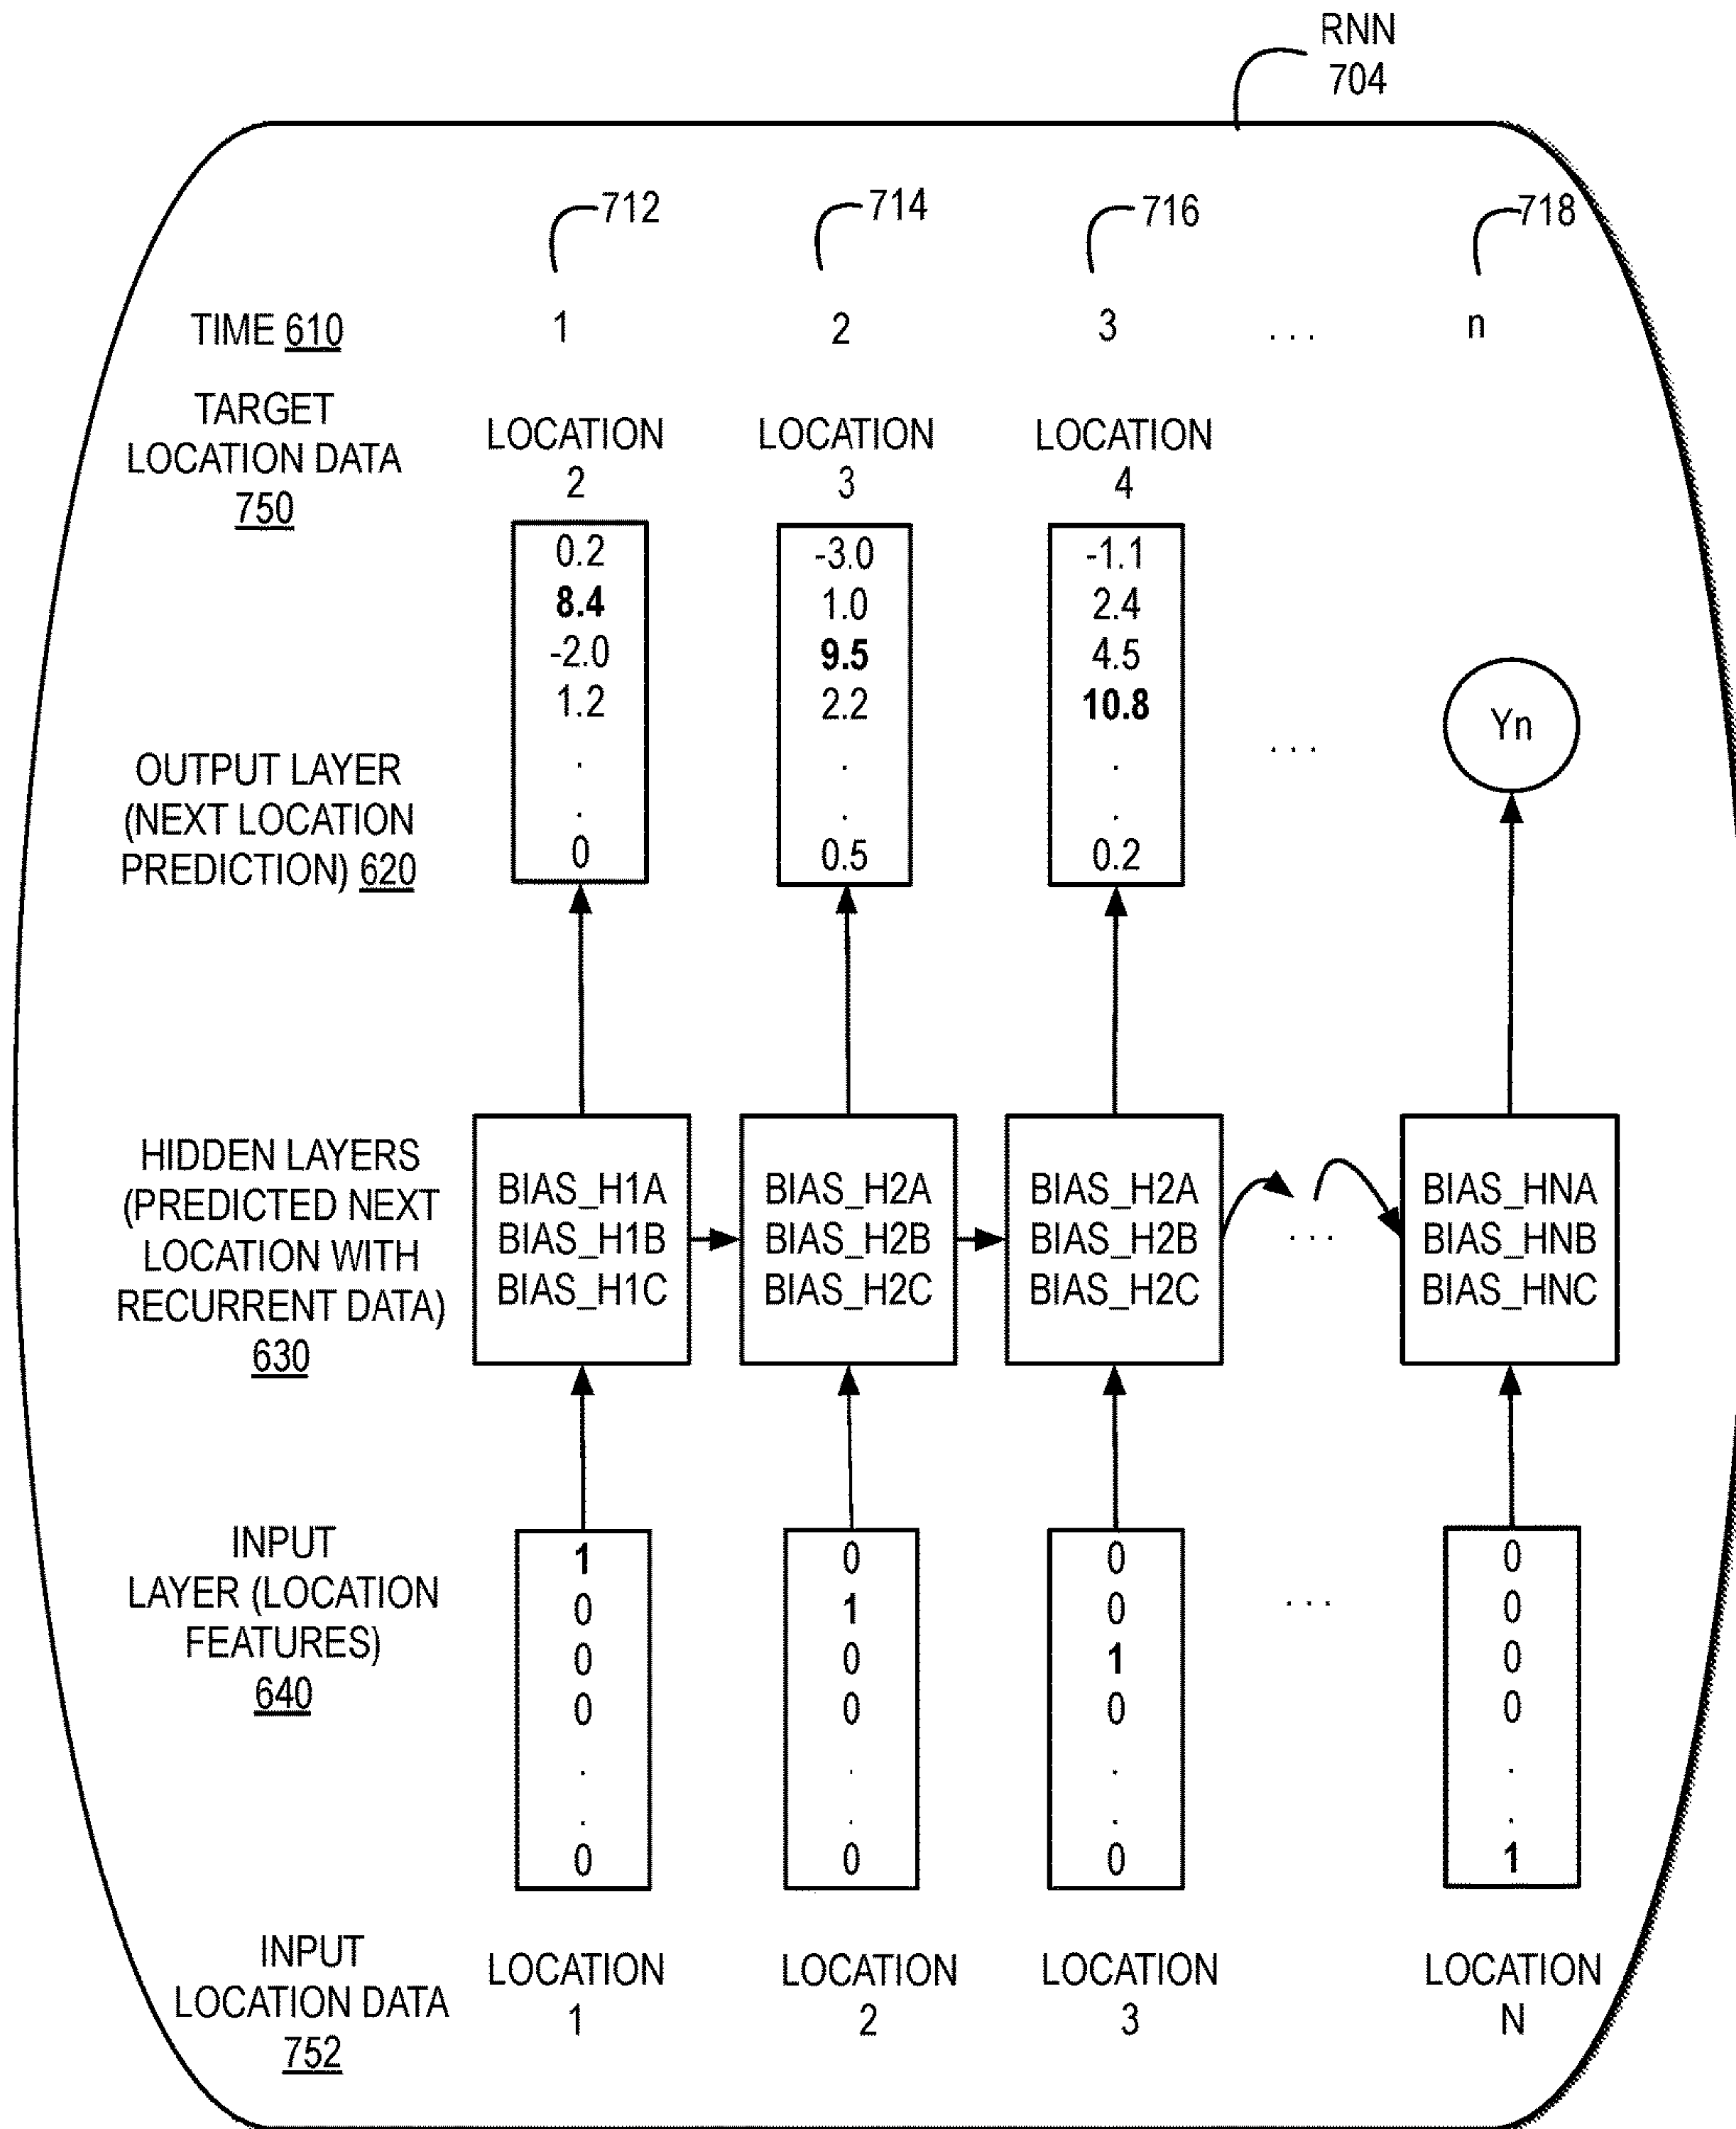 RNN
704
712
714
716
718
TIME 610
1
2
3
. . .
n
TARGET
LOCATION DATA
750
LOCATION
2
LOCATION
3
LOCATION
4
OUTPUT LAYER
(NEXT LOCATION
PREDICTION) 620
0.2
8.4
-2.0
1.2
.
.
0
-3.0
1.0
9.5
2.2
.
.
0.5
-1.1
2.4
4.5
10.8
.
.
0.2
. . .
Yn
HIDDEN LAYERS
(PREDICTED NEXT
LOCATION WITH
RECURRENT DATA)
630
BIAS_H1A
BIAS_H1B
BIAS_H1C
BIAS_H2A
BIAS_H2B
BIAS_H2C
BIAS_H2A
BIAS_H2B
BIAS_H2C
. .
. . .
BIAS_HNA
BIAS_HNB
BIAS_HNC
INPUT
LAYER (LOCATION
FEATURES)
640
1
0
0
0
.
.
0
0
1
0
0
.
.
0
0
0
1
0
.
.
0
. . .
0
0
0
0
.
.
1
INPUT
LOCATION DATA
752
LOCATION
1
LOCATION
2
LOCATION
3
LOCATION
N